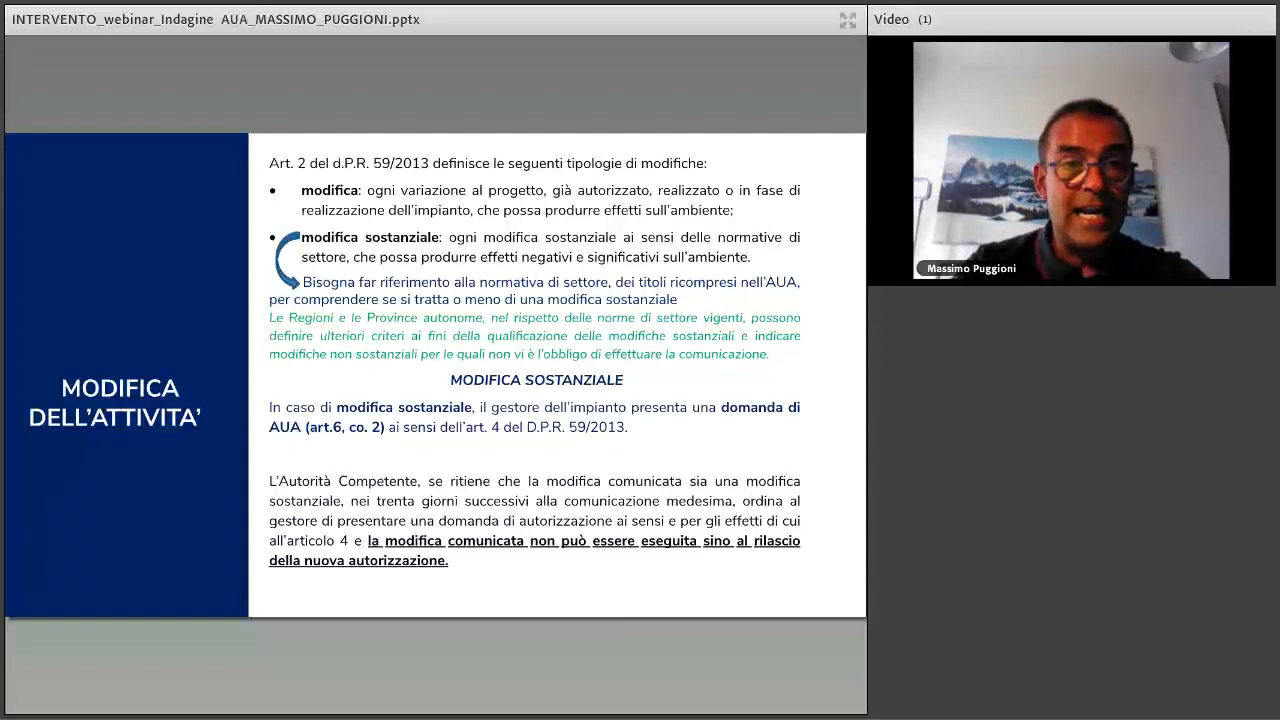 INTERVENTO_webinar_Indagine AUA_MASSIMO_PUGGIONI.pptx
Video (1)
Massimo Puggioni
MODIFICA
DELL’ATTIVITA’
Art. 2 del d.P.R. 59/2013 definisce le seguenti tipologie di modifiche:
• modifica: ogni variazione al progetto, già autorizzato, realizzato o in fase di
realizzazione dell’impianto, che possa produrre effetti sull’ambiente;
• modifica sostanziale: ogni modifica sostanziale ai sensi delle normative di
settore, che possa produrre effetti negativi e significativi sull’ambiente.
Bisogna far riferimento alla normativa di settore, dei titoli ricompresi nell’AUA,
per comprendere se si tratta o meno di una modifica sostanziale
Le Regioni e le Province autonome, nel rispetto delle norme di settore vigenti, possono
definire ulteriori criteri ai fini della qualificazione delle modifiche sostanziali e indicare
modifiche non sostanziali per le quali non vi è l’obbligo di effettuare la comunicazione.
MODIFICA SOSTANZIALE
In caso di modifica sostanziale, il gestore dell’impianto presenta una domanda di
AUA (art.6, co. 2) ai sensi dell’art. 4 del D.P.R. 59/2013.
L’Autorità Competente, se ritiene che la modifica comunicata sia una modifica
sostanziale, nei trenta giorni successivi alla comunicazione medesima, ordina al
gestore di presentare una domanda di autorizzazione ai sensi e per gli effetti di cui
all’articolo 4 e la modifica comunicata non può essere eseguita sino al rilascio
della nuova autorizzazione.